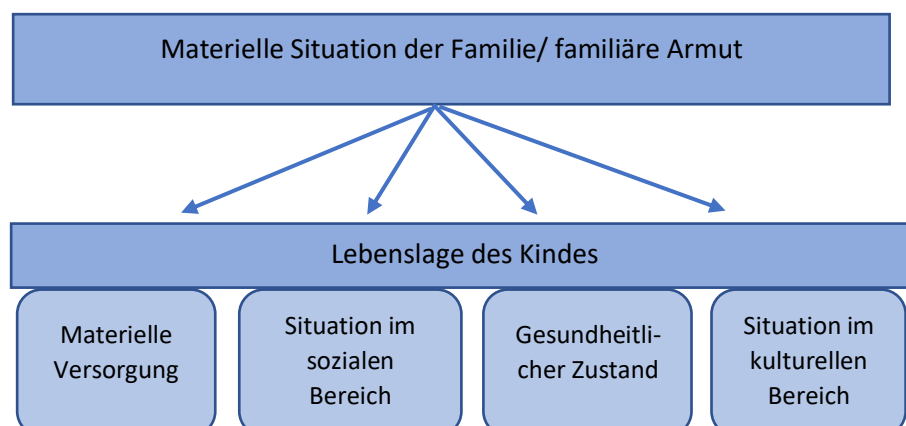 Materielle Situation der Familie/ familiäre Armut
Lebenslage des Kindes
Materielle
Versorgung
Situation im
sozialen
Bereich
Gesundheitli-
cher Zustand
Situation im
kulturellen
Bereich